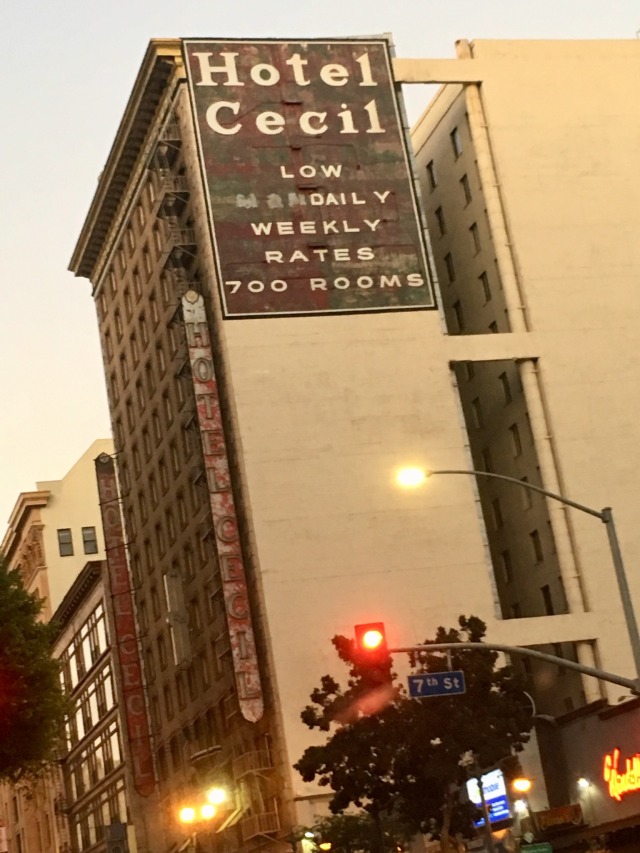 Hotel
Cecil
LOW
DAILY
WEEKLY
RATES
700 ROOMS
HOTEL CECIL
HOTEL CECIL
7th St